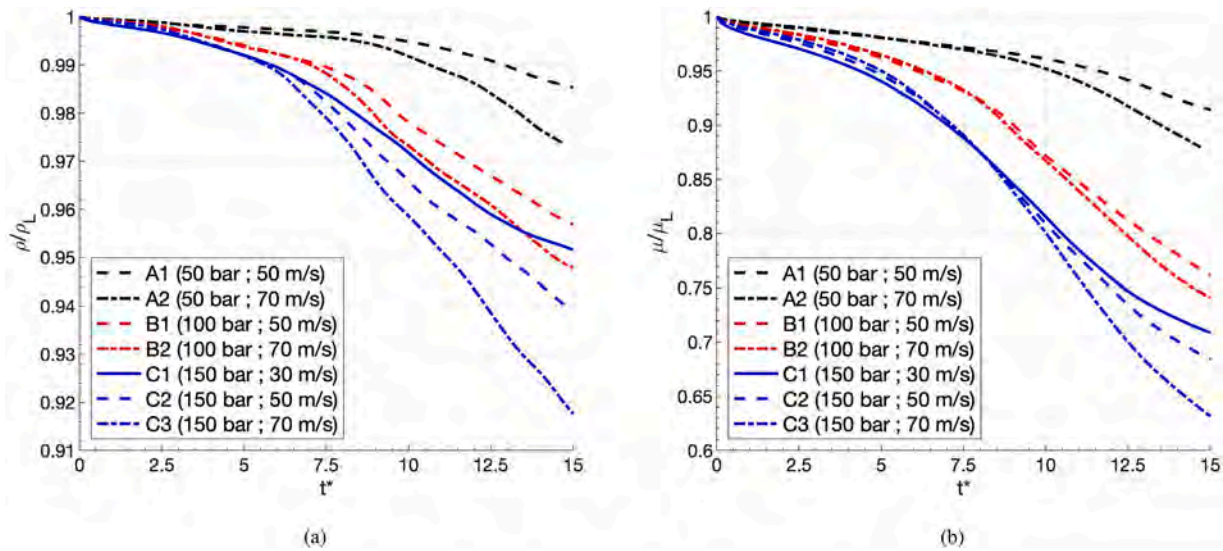 1
0.99
0.98
0.97
0.96
0.95
0.94
0.93
0.92
0.91
ρ/ρL
A1 (50 bar ; 50 m/s)
A2 (50 bar ; 70 m/s)
B1 (100 bar ; 50 m/s)
B2 (100 bar ; 70 m/s)
C1 (150 bar ; 30 m/s)
C2 (150 bar ; 50 m/s)
C3 (150 bar ; 70 m/s)
0 2.5 5 7.5 10 12.5 15
t*
(a)
1
0.95
0.9
0.85
0.8
0.75
0.7
0.65
0.6
μ/μL
A1 (50 bar ; 50 m/s)
A2 (50 bar ; 70 m/s)
B1 (100 bar ; 50 m/s)
B2 (100 bar ; 70 m/s)
C1 (150 bar ; 30 m/s)
C2 (150 bar ; 50 m/s)
C3 (150 bar ; 70 m/s)
0 2.5 5 7.5 10 12.5 15
t*
(b)